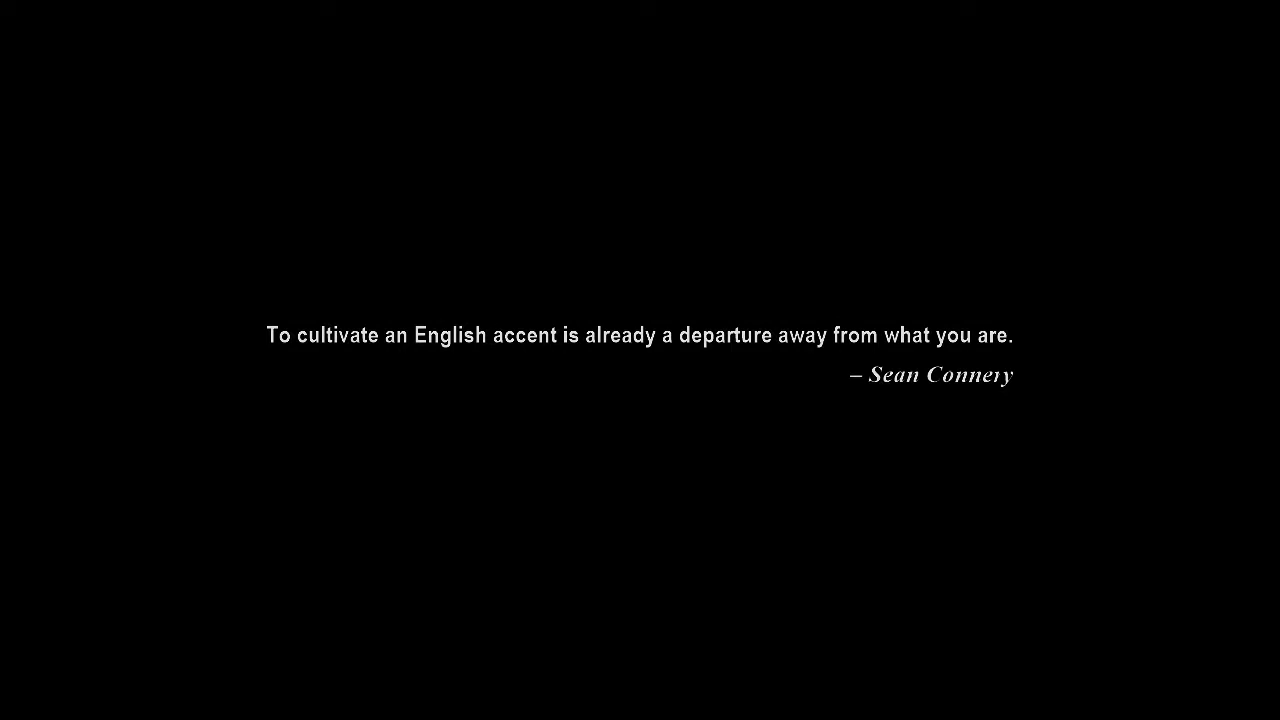 To cultivate an English accent is already a departure away from what you are.
– Sean Connery